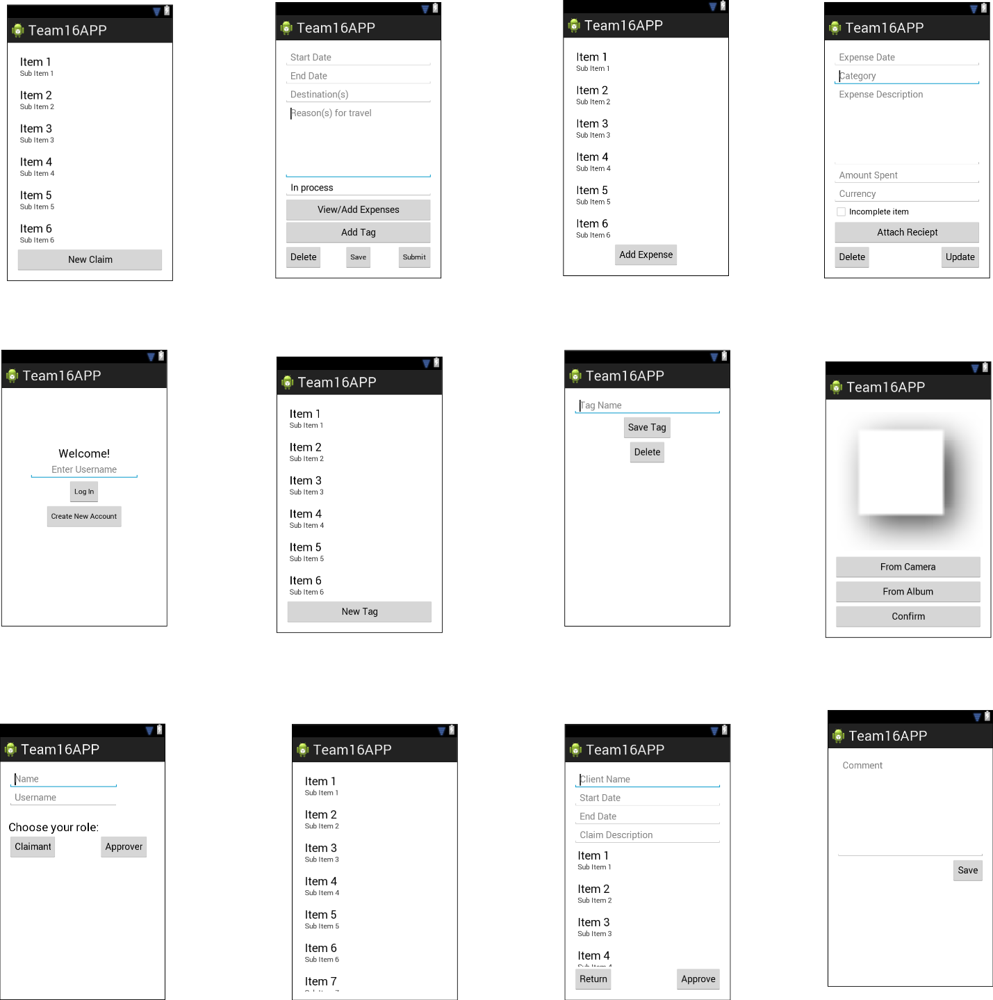 Team16APP
Item 1
Sub Item 1
Item 2
Sub Item 2
Item 3
Sub Item 3
Item 4
Sub Item 4
Item 5
Sub Item 5
Item 6
Sub Item 6
New Claim
Team16APP
Start Date
End Date
Destination(s)
Reason(s) for travel
In process
View/Add Expenses
Add Tag
Delete Save Submit
Team16APP
Item 1
Sub Item 1
Item 2
Sub Item 2
Item 3
Sub Item 3
Item 4
Sub Item 4
Item 5
Sub Item 5
Item 6
Sub Item 6
Add Expense
Team16APP
Expense Date
Category
Expense Description
Amount Spent
Currency
Incomplete item
Attach Reciept
Delete Update
Team16APP
Welcome!
Enter Username
Log In
Create New Account
Team16APP
Item 1
Sub Item 1
Item 2
Sub Item 2
Item 3
Sub Item 3
Item 4
Sub Item 4
Item 5
Sub Item 5
Item 6
Sub Item 6
New Tag
Team16APP
Tag Name
Save Tag
Delete
Team16APP
From Camera
From Album
Confirm
Team16APP
Name
Username
Choose your role:
Claimant Approver
Team16APP
Item 1
Sub Item 1
Item 2
Sub Item 2
Item 3
Sub Item 3
Item 4
Sub Item 4
Item 5
Sub Item 5
Item 6
Sub Item 6
Item 7
Team16APP
Client Name
Start Date
End Date
Claim Description
Item 1
Sub Item 1
Item 2
Sub Item 2
Item 3
Sub Item 3
Item 4
Sub Item 4
Return Approve
Team16APP
Comment
Save